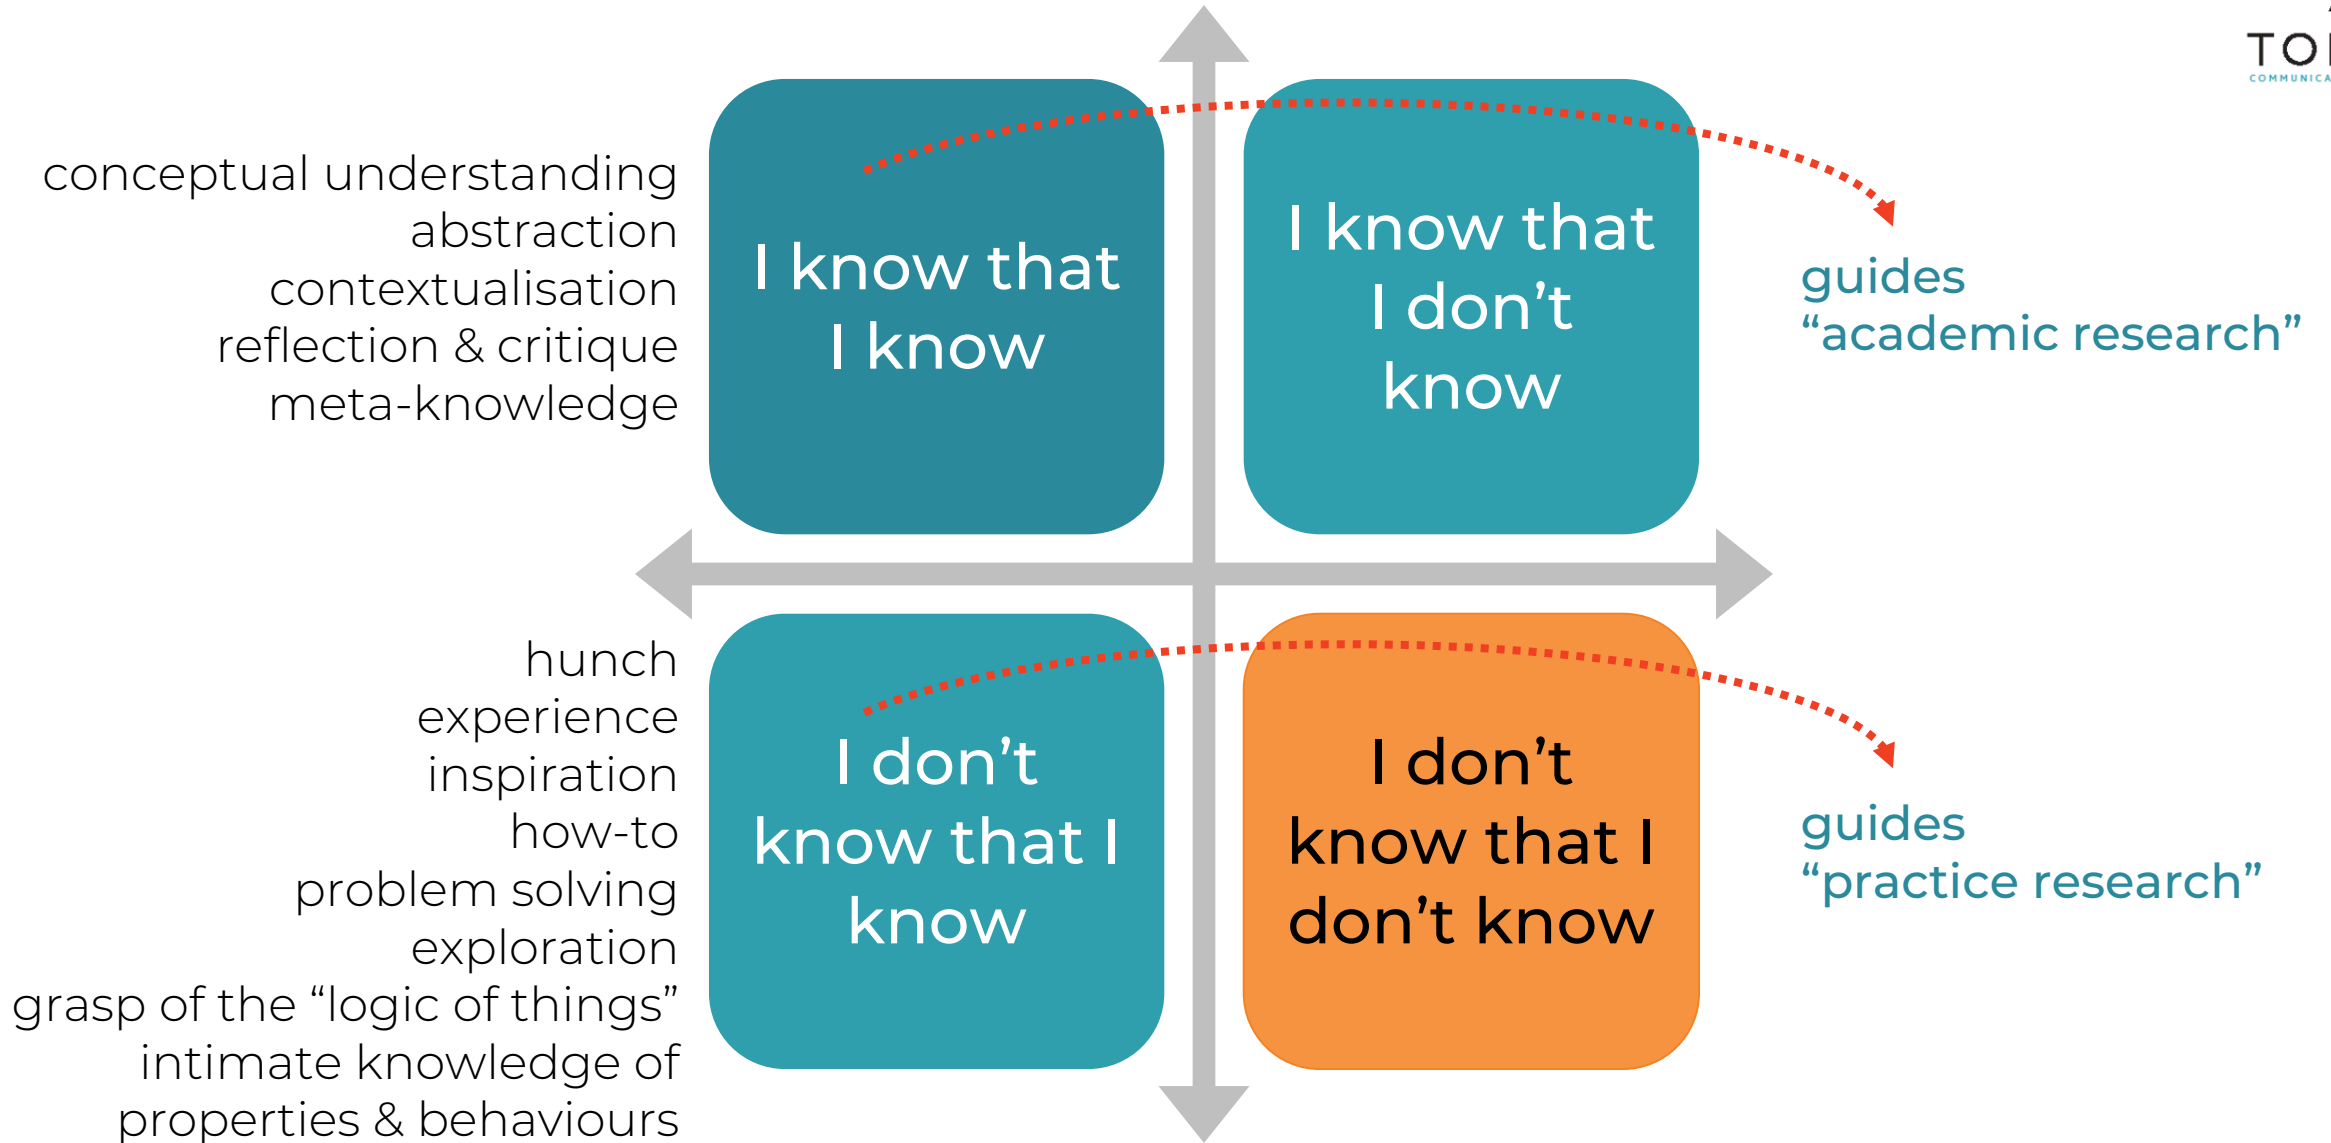 conceptual understanding
abstraction
contextualisation
reflection & critique
meta-knowledge
I know that
I know
I know that
I don’t
know
guides
“academic research”
hunch
experience
inspiration
how-to
problem solving
exploration
grasp of the “logic of things”
intimate knowledge of
properties & behaviours
I don’t
know that I
know
I don’t
know that I
don’t know
guides
“practice research”